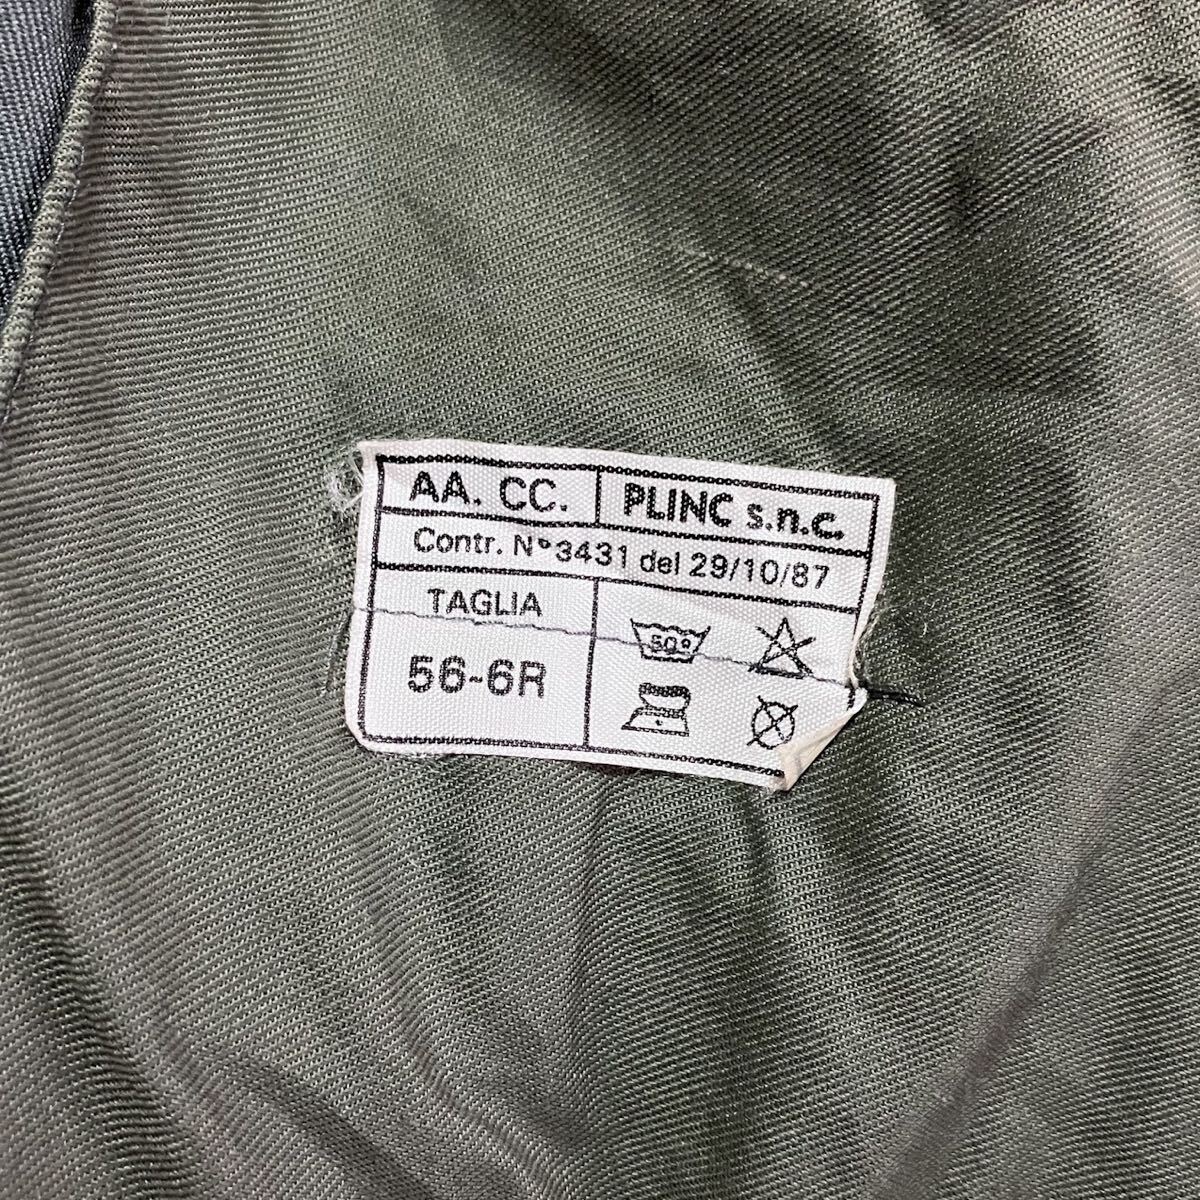 AA. CC. PLINC s.n.c.
Contr. N° 3431 del 29/10/87
TAGLIA
56-6R
50°